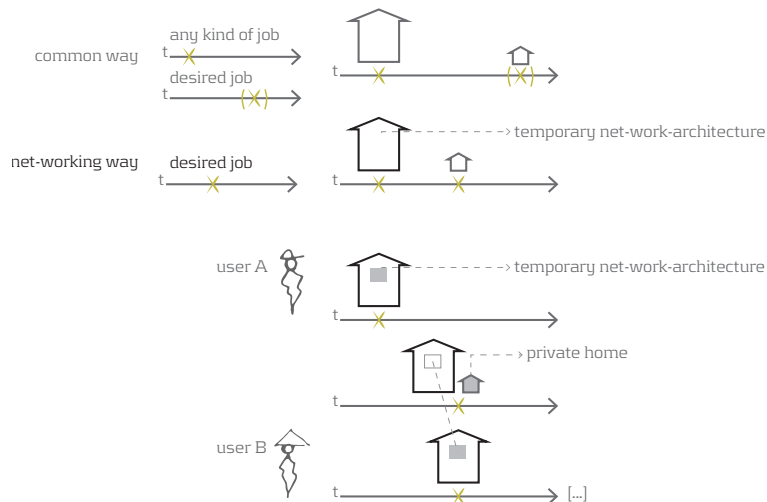 any kind of job
common way
t
t
desired job
t
temporary net-work-architecture
net-working way
desired job
t
t
user A
temporary net-work-architecture
t
private home
t
user B
t
[...]